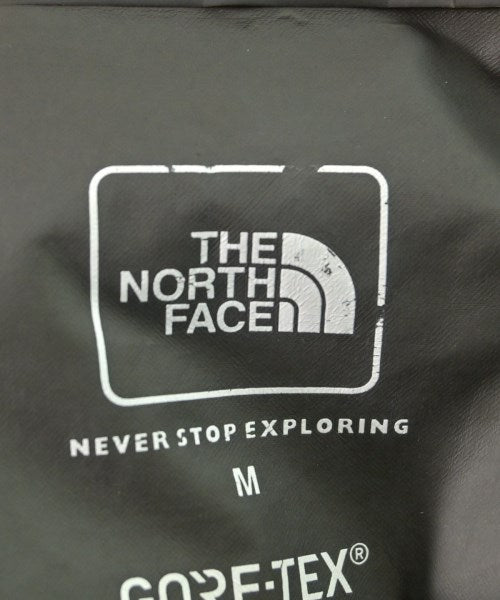 THE
NORTH
FACE
NEVER STOP EXPLORING
M
GORE-TEX®